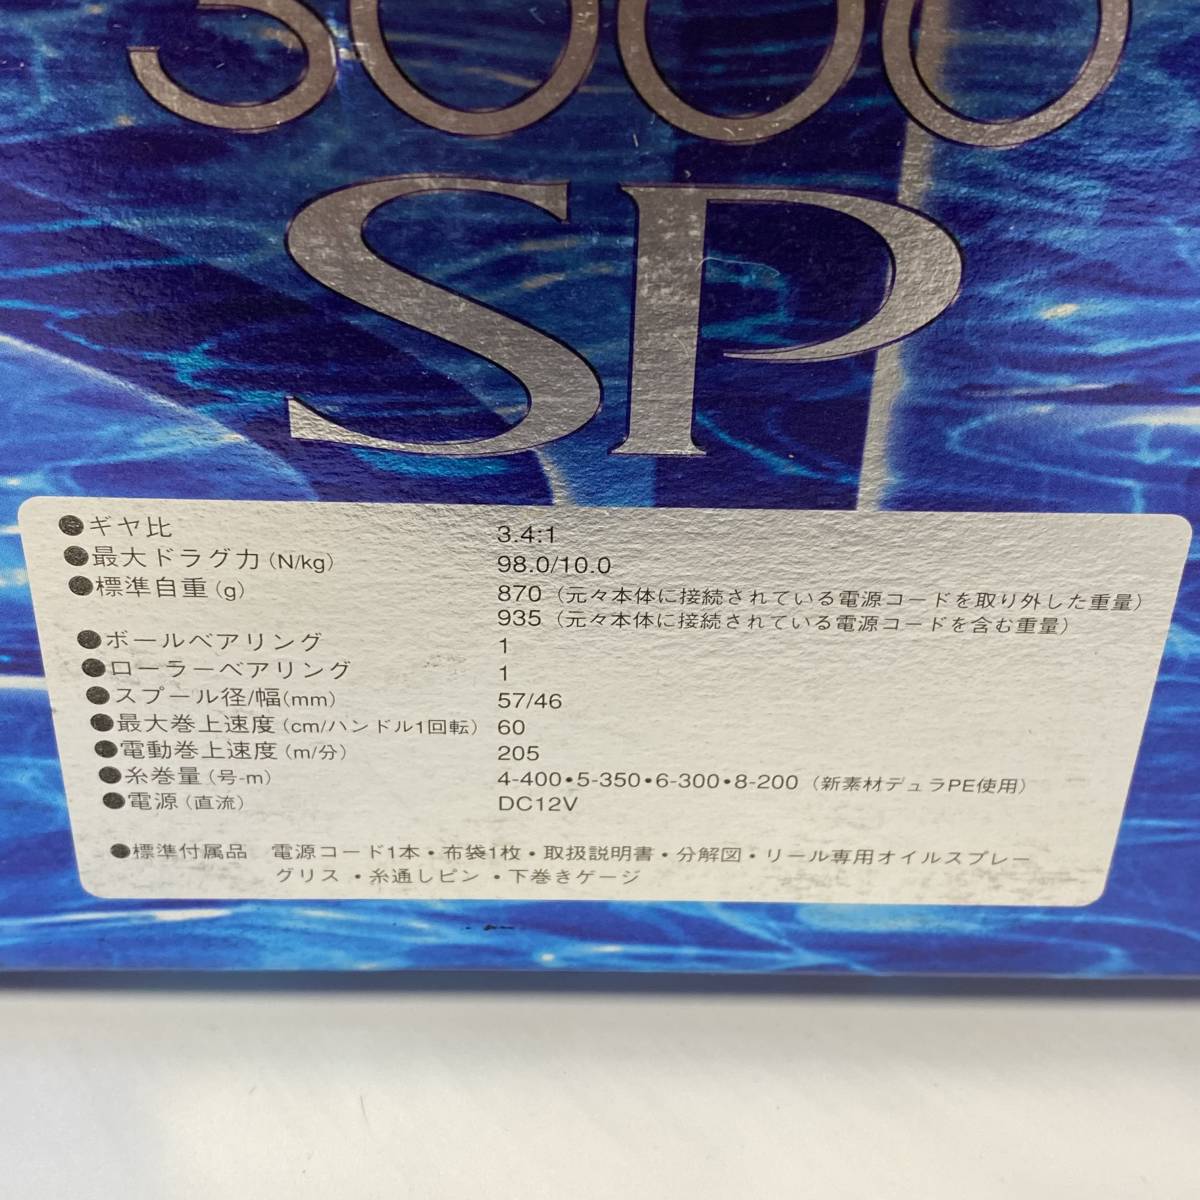 3000
SP
●ギヤ比 3.4:1
●最大ドラグ力(N/kg) 98.0/10.0
●標準自重(g) 870(元々本体に接続されている電源コードを取り外した重量)
935(元々本体に接続されている電源コードを含む重量)
●ボールベアリング 1
●ローラーベアリング 1
●スプール径/幅(mm) 57/46
●最大巻上速度(cm/ハンドル1回転) 60
●電動巻上速度(m/分) 205
●糸巻量(号-m) 4-400•5-350•6-300•8-200(新素材デュラPE使用)
●電源(直流) DC12V
●標準付属品 電源コード1本・布袋1枚・取扱説明書・分解図・リール専用オイルスプレー
グリス・糸通しピン・下巻きゲージ